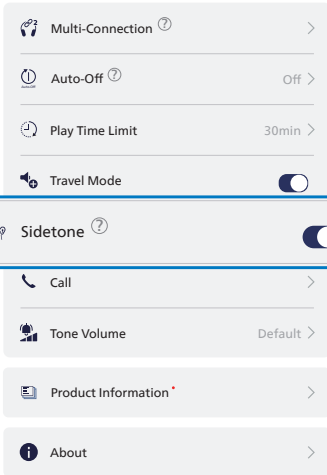 Multi-Connection ?
Auto-Off ? Off
Play Time Limit 30min
Travel Mode
Sidetone ?
Call
Tone Volume Default
Product Information
About